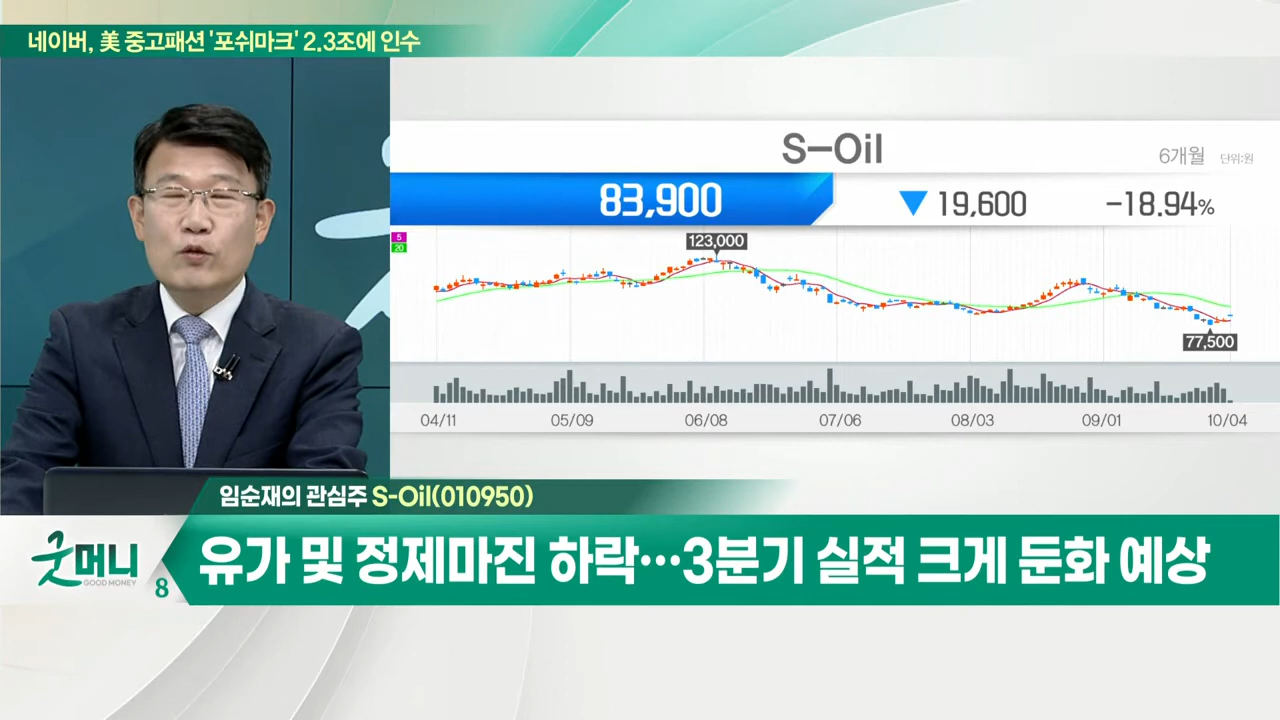 네이버, 美 중고패션 '포쉬마크' 2.3조에 인수
S-Oil
6개월 단위:원
83,900 ▼ 19,600 -18.94%
5
20
123,000
77,500
04/11 05/09 06/08 07/06 08/03 09/01 10/04
임순재의 관심주 S-Oil(010950)
굿머니
GOOD MONEY
8
유가 및 정제마진 하락…3분기 실적 크게 둔화 예상